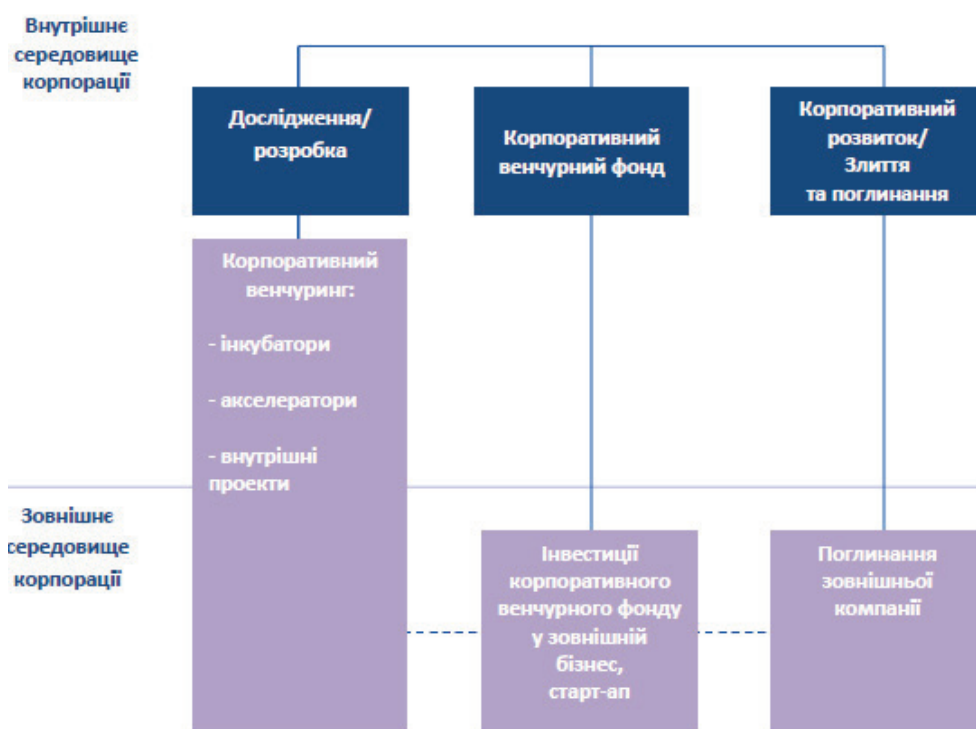 Внутрішнє
середовище
корпорації
Дослідження/
розробка
Корпоративний
венчурний фонд
Корпоративний
розвиток/
Злиття
та поглинання
Корпоративний
венчуринг:
- інкубатори
- акселератори
- внутрішні
проекти
Зовнішнє
середовище
корпорації
Інвестиції
корпоративного
венчурного фонду
у зовнішній
бізнес,
старт-ап
Поглинання
зовнішньої
компанії